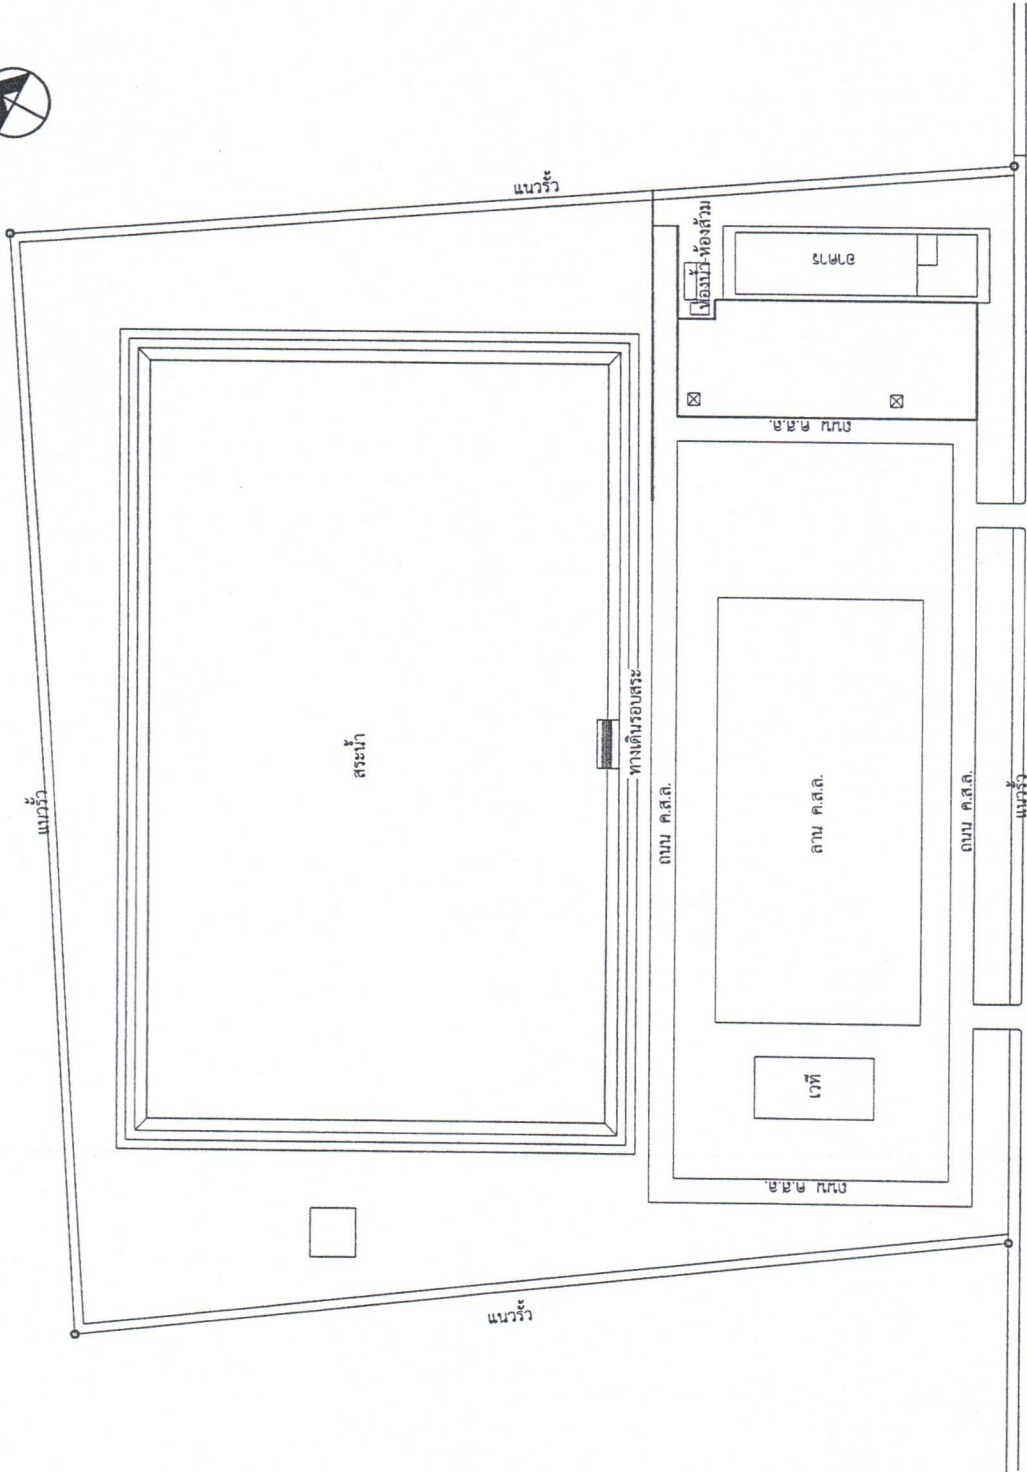 แนวรั้ว
ห้องน้ำ-ห้องส้วม
อาคาร
ถนน ค.ส.ล.
สระน้ำ
ทางเดินรอบสระ
ถนน ค.ส.ล.
ลาน ค.ส.ล.
ถนน ค.ส.ล.
แนวรั้ว
แนวรั้ว
เวที
ถนน ค.ส.ล.
แนวรั้ว